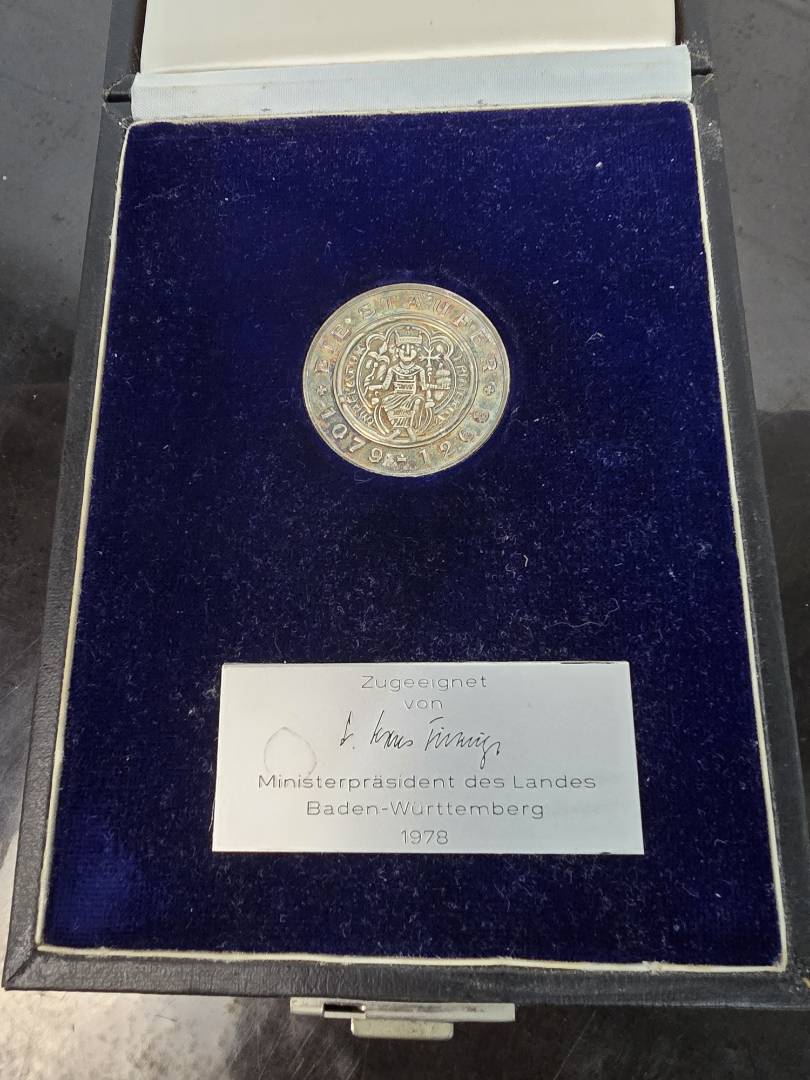 DIE·STAUFER
1079 1268
Zugeeignet
von
Ministerpräsident des Landes
Baden-Württemberg
1978